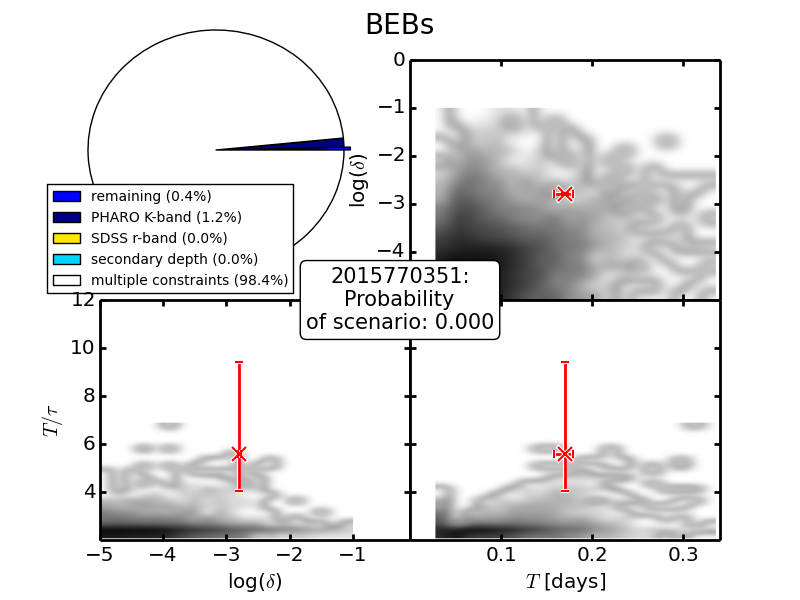 BEBs
remaining (0.4%)
PHARO K-band (1.2%)
SDSS r-band (0.0%)
secondary depth (0.0%)
multiple constraints (98.4%)
0
−1
−2
−3
−4
log(δ)
2015770351:
Probability
of scenario: 0.000
12
10
8
6
4
T/τ
−5 −4 −3 −2 −1
log(δ)
0.1 0.2 0.3
T [days]